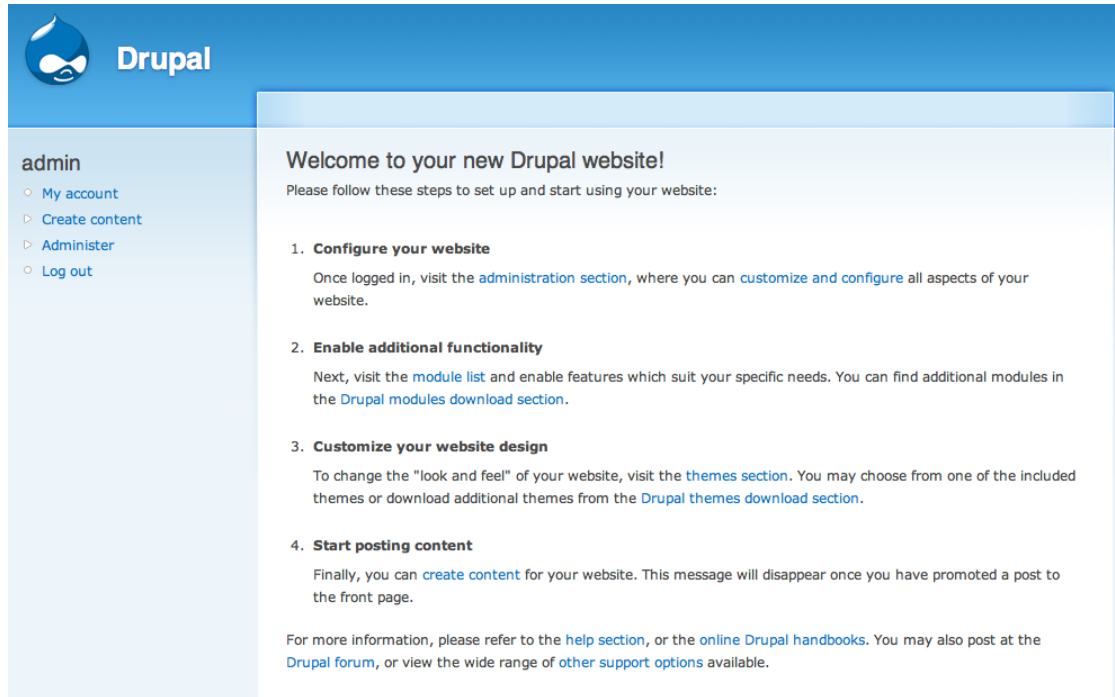 Drupal
admin
My account
Create content
Administer
Log out
Welcome to your new Drupal website!
Please follow these steps to set up and start using your website:
1. Configure your website
Once logged in, visit the administration section, where you can customize and configure all aspects of your
website.
2. Enable additional functionality
Next, visit the module list and enable features which suit your specific needs. You can find additional modules in
the Drupal modules download section.
3. Customize your website design
To change the "look and feel" of your website, visit the themes section. You may choose from one of the included
themes or download additional themes from the Drupal themes download section.
4. Start posting content
Finally, you can create content for your website. This message will disappear once you have promoted a post to
the front page.
For more information, please refer to the help section, or the online Drupal handbooks. You may also post at the
Drupal forum, or view the wide range of other support options available.